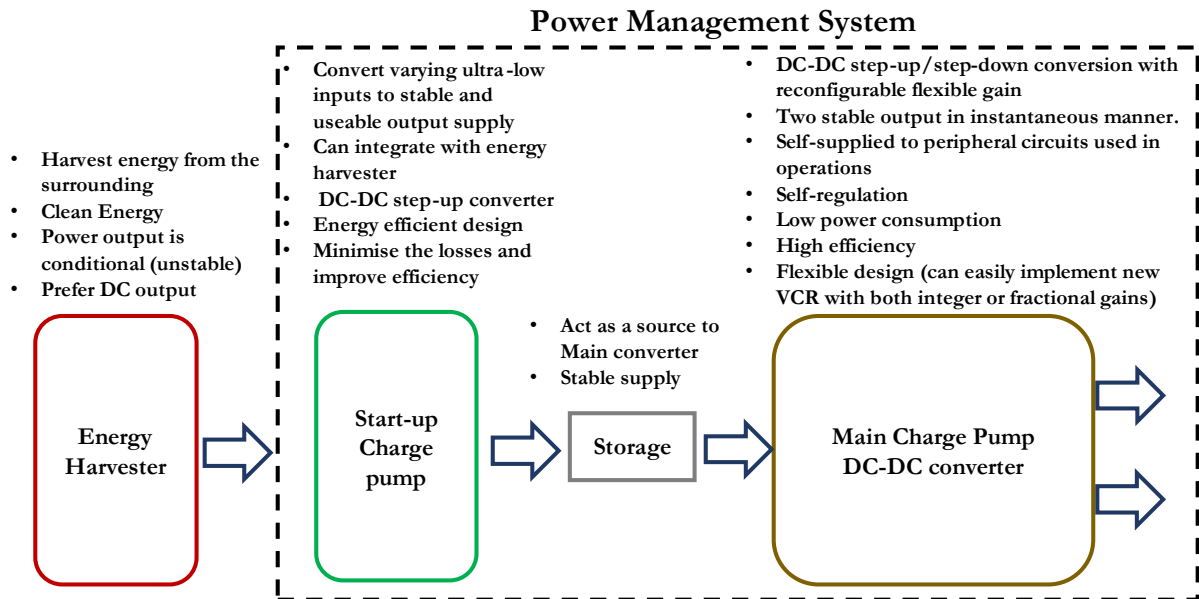 Power Management System
• Harvest energy from the
surrounding
• Clean Energy
• Power output is
conditional (unstable)
• Prefer DC output
• Convert varying ultra-low
inputs to stable and
useable output supply
• Can integrate with energy
harvester
• DC-DC step-up converter
• Energy efficient design
• Minimise the losses and
improve efficiency
• Act as a source to
Main converter
• Stable supply
• DC-DC step-up/step-down conversion with
reconfigurable flexible gain
• Two stable output in instantaneous manner.
• Self-supplied to peripheral circuits used in
operations
• Self-regulation
• Low power consumption
• High efficiency
• Flexible design (can easily implement new
VCR with both integer or fractional gains)
Energy
Harvester
Start-up
Charge
pump
Storage
Main Charge Pump
DC-DC converter